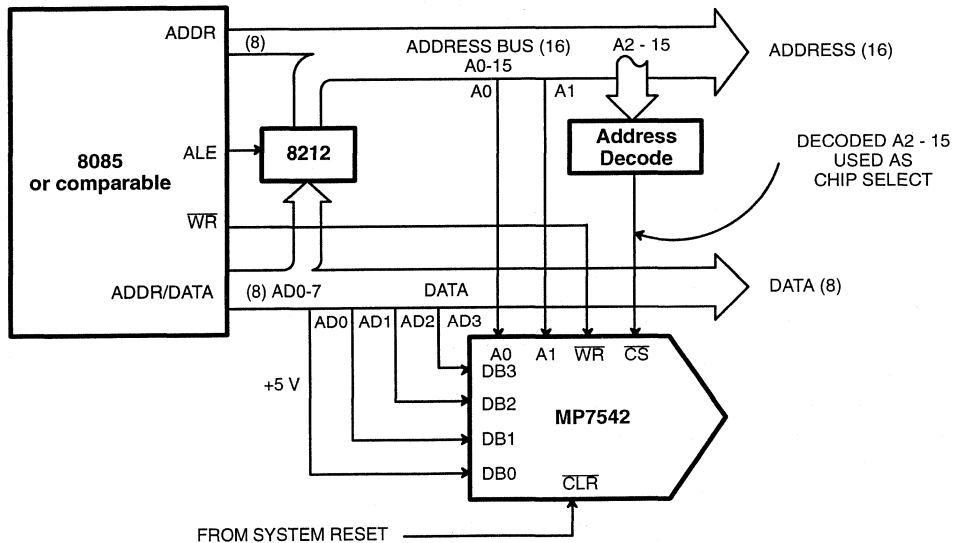 ADDR
(8)
ADDRESS BUS (16)
A2 - 15
ADDRESS (16)
A0-15
A0
A1
8085
or comparable
ALE
8212
Address
Decode
DECODED A2 - 15
USED AS
CHIP SELECT
WR
ADDR/DATA
(8) AD0-7
DATA
DATA (8)
AD0
AD1
AD2
AD3
A0
A1
WR
CS
+5 V
DB3
DB2
DB1
DB0
MP7542
CLR
FROM SYSTEM RESET